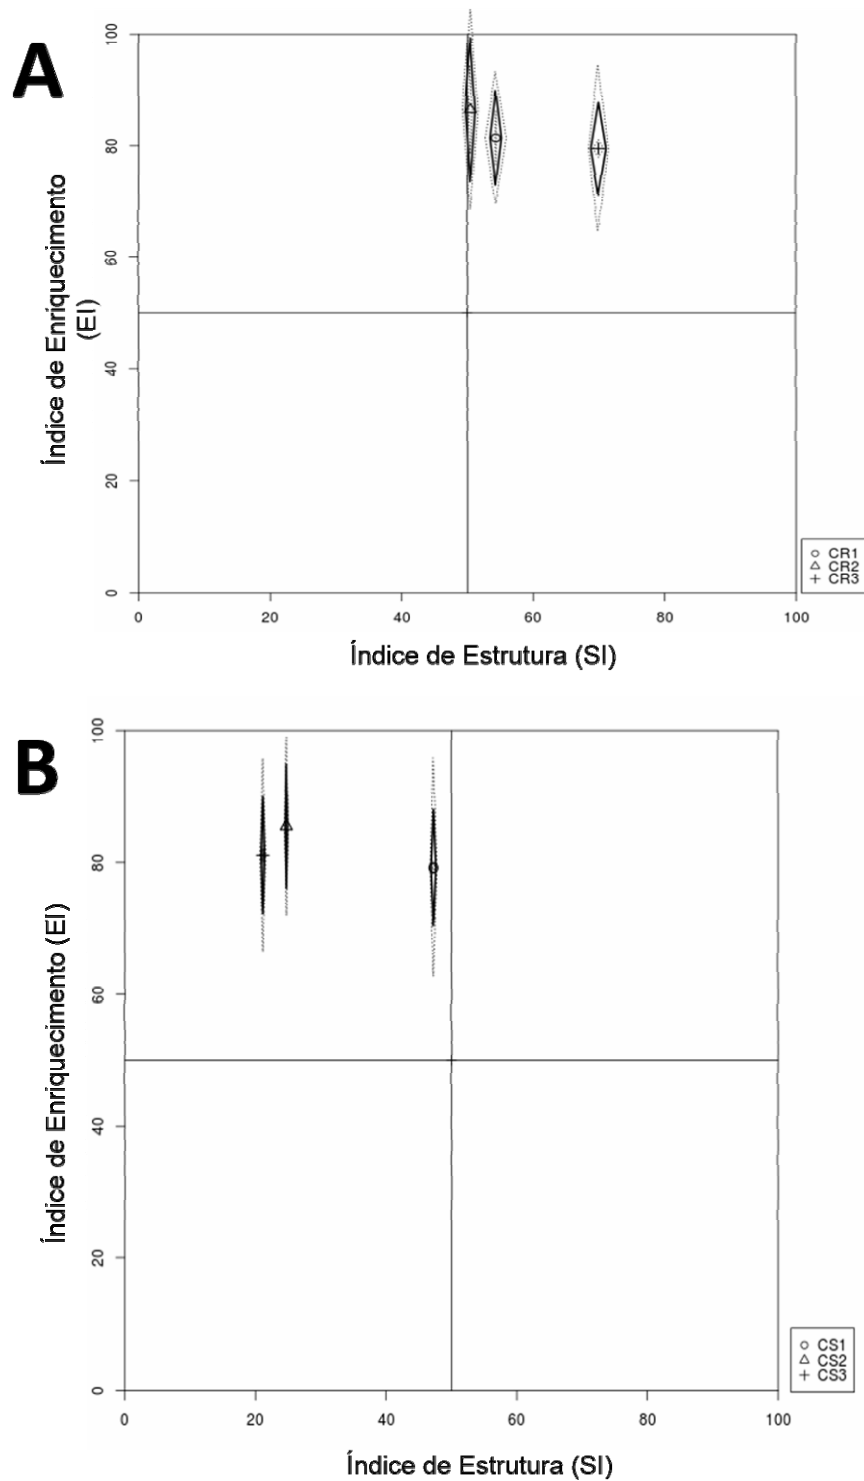 A
100
80
60
40
20
0
Índice de Enriquecimento
(EI)
0 20 40 60 80 100
Índice de Estrutura (SI)
CR1
CR2
CR3
B
100
80
60
40
20
0
Índice de Enriquecimento (EI)
0 20 40 60 80 100
Índice de Estrutura (SI)
CS1
CS2
CS3